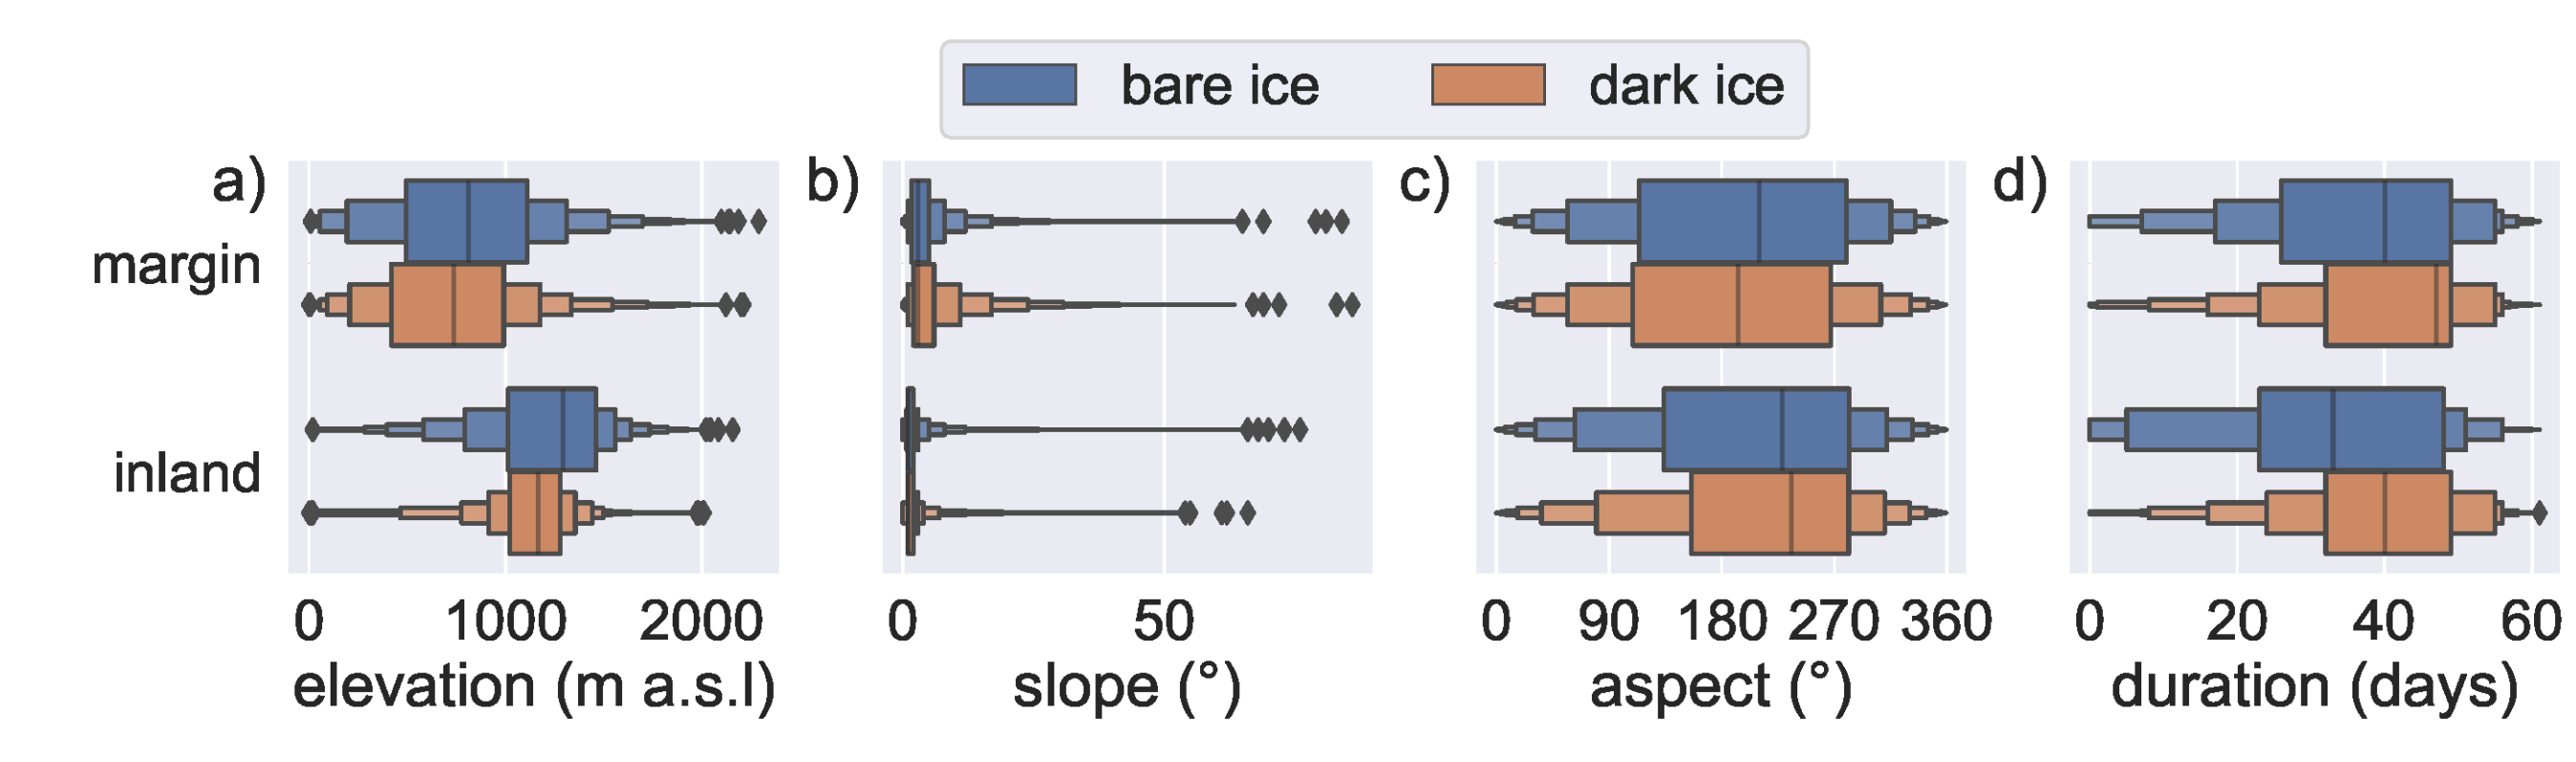 bare ice dark ice
a) b) c) d)
margin
inland
0 1000 2000 0 50 0 90 180 270 360 0 20 40 60
elevation (m a.s.l) slope (°) aspect (°) duration (days)